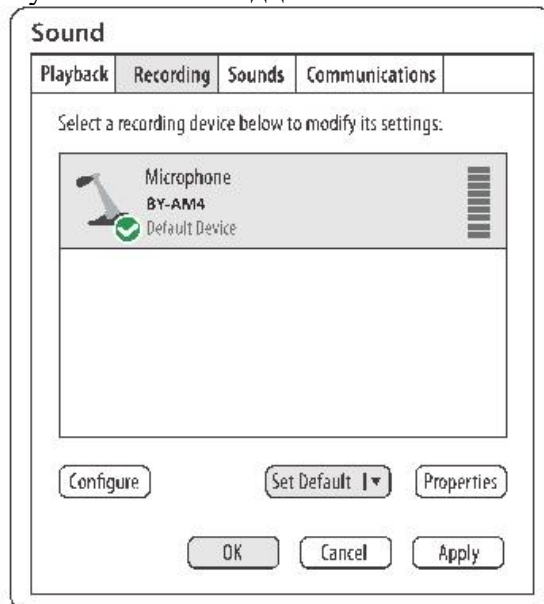 Sound
Playback Recording Sounds Communications
Select a recording device below to modify its settings:
Microphone
BY-AM4
Default Device
Configure Set Default Properties
OK Cancel Apply